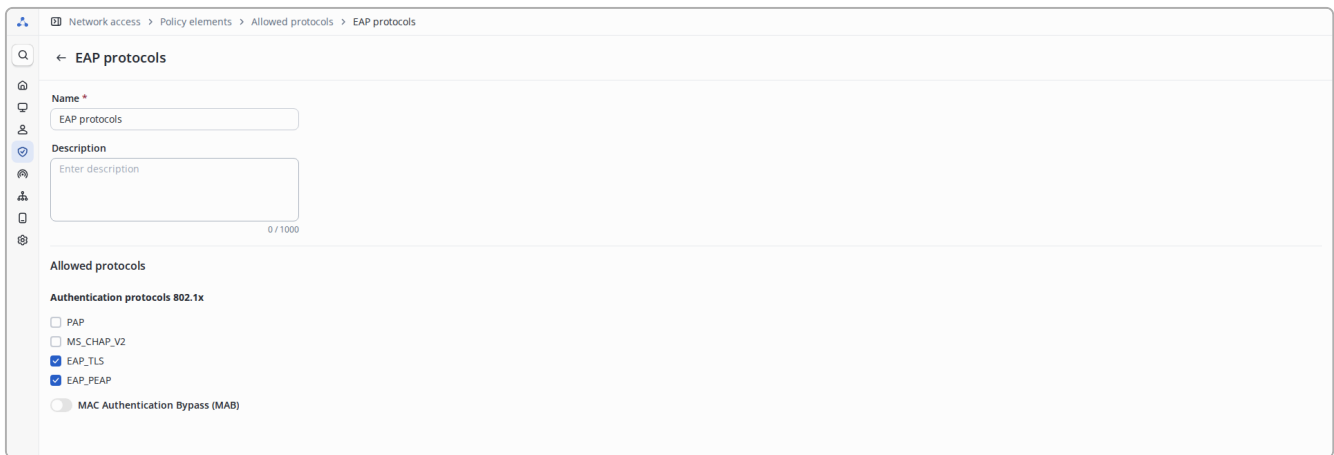 Network access > Policy elements > Allowed protocols > EAP protocols
EAP protocols
Name *
EAP protocols
Description
Enter description
0 / 1000
Allowed protocols
Authentication protocols 802.1x
PAP
MS_CHAP_V2
EAP_TLS
EAP_PEAP
MAC Authentication Bypass (MAB)